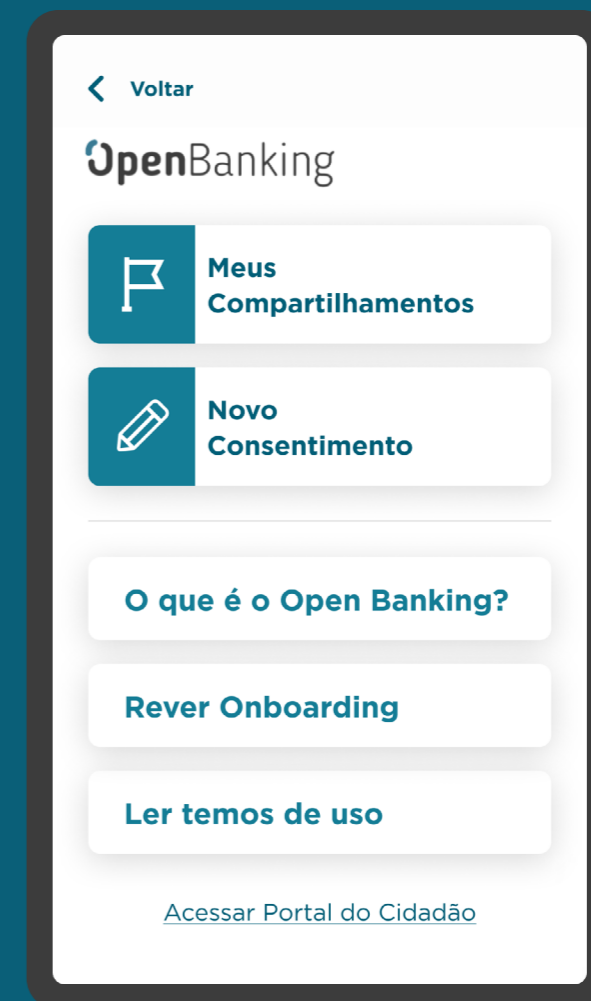 Voltar
OpenBanking
Meus
Compartilhamentos
Novo
Consentimento
O que é o Open Banking?
Rever Onboarding
Ler temos de uso
Acessar Portal do Cidadão